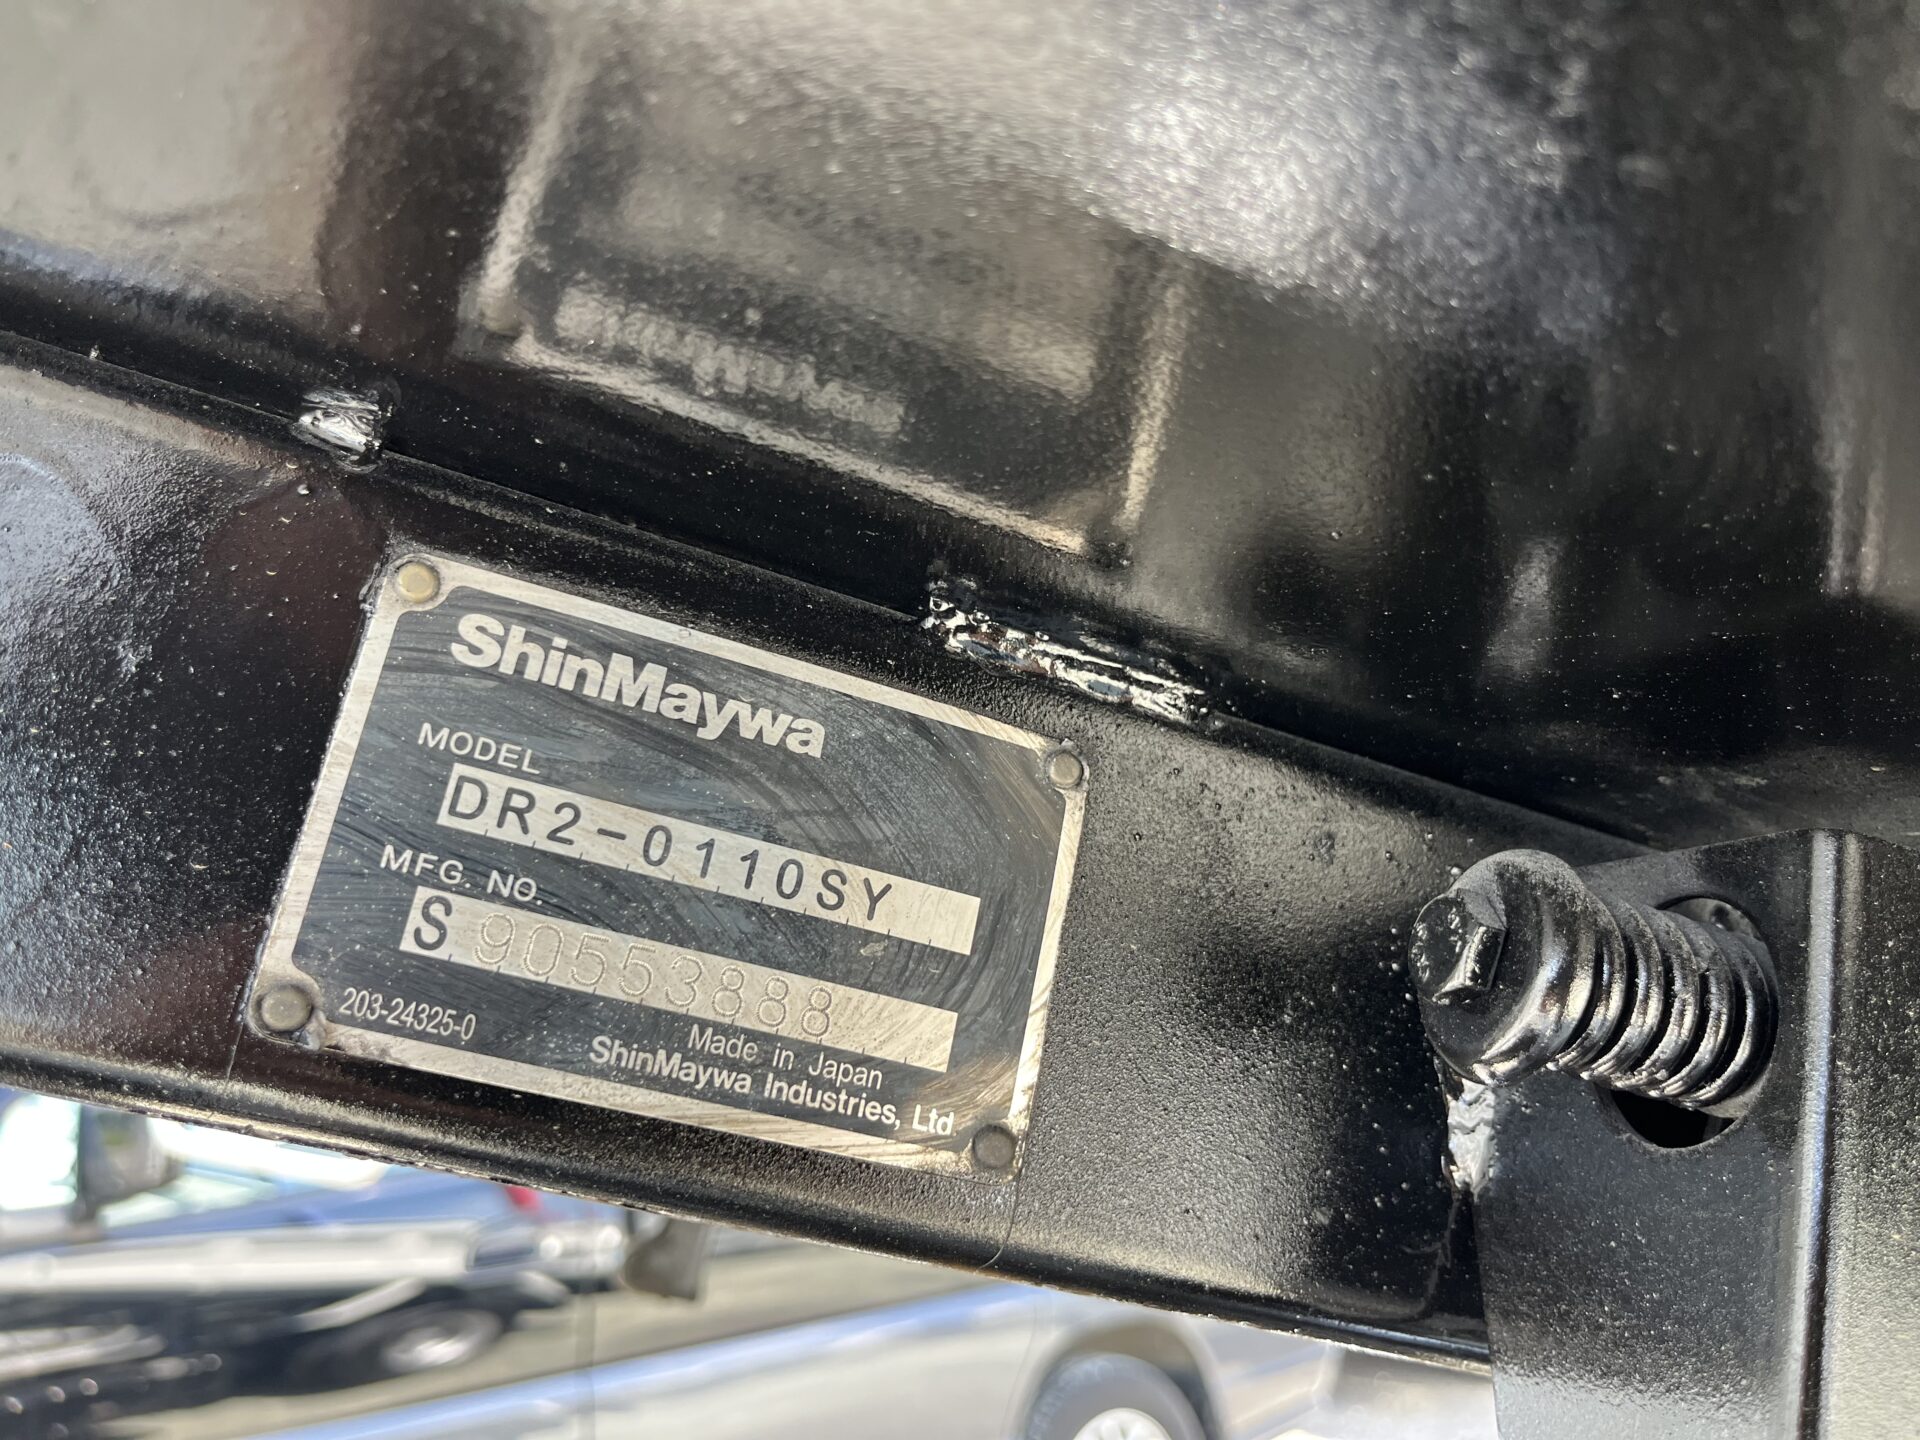 ShinMaywa
MODEL
DR2-0110SY
MFG. NO.
S 90553888
203-24325-0
Made in Japan
ShinMaywa Industries, Ltd